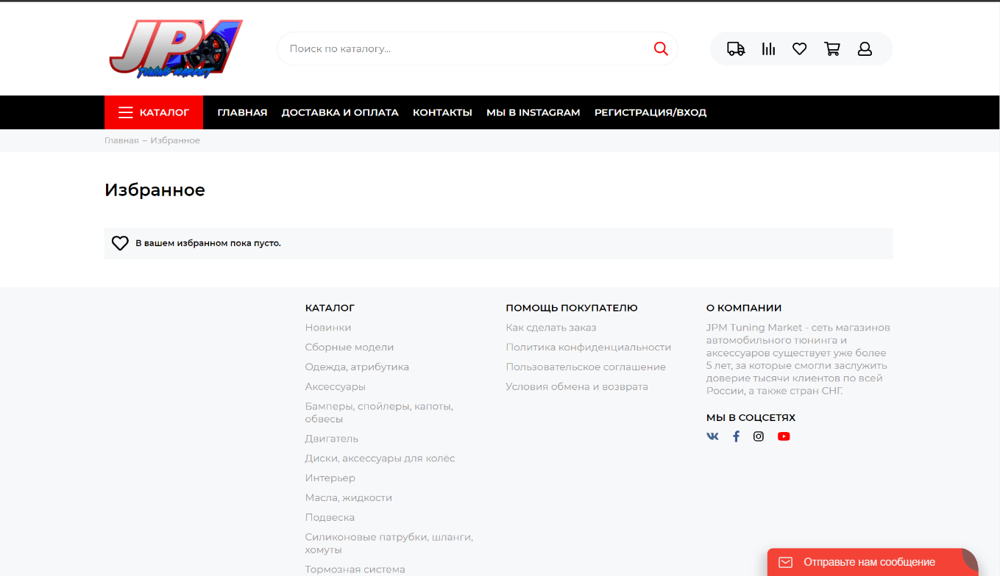 JPM
TUNING MARKET
Поиск по каталогу...
КАТАЛОГ
ГЛАВНАЯ
ДОСТАВКА И ОПЛАТА
КОНТАКТЫ
МЫ В INSTAGRAM
РЕГИСТРАЦИЯ/ВХОД
Главная – Избранное
Избранное
В вашем избранном пока пусто.
КАТАЛОГ
Новинки
Сборные модели
Одежда, атрибутика
Аксессуары
Бамперы, спойлеры, капоты,
обвесы
Двигатель
Диски, аксессуары для колёс
Интерьер
Масла, жидкости
Подвеска
Силиконовые патрубки, шланги,
хомуты
Тормозная система
ПОМОЩЬ ПОКУПАТЕЛЮ
Как сделать заказ
Политика конфиденциальности
Пользовательское соглашение
Условия обмена и возврата
О КОМПАНИИ
JPM Tuning Market - сеть магазинов
автомобильного тюнинга и
аксессуаров существует уже более
5 лет, за которые смогли заслужить
доверие тысячи клиентов по всей
России, а также стран СНГ.
МЫ В СОЦСЕТЯХ
Отправьте нам сообщение